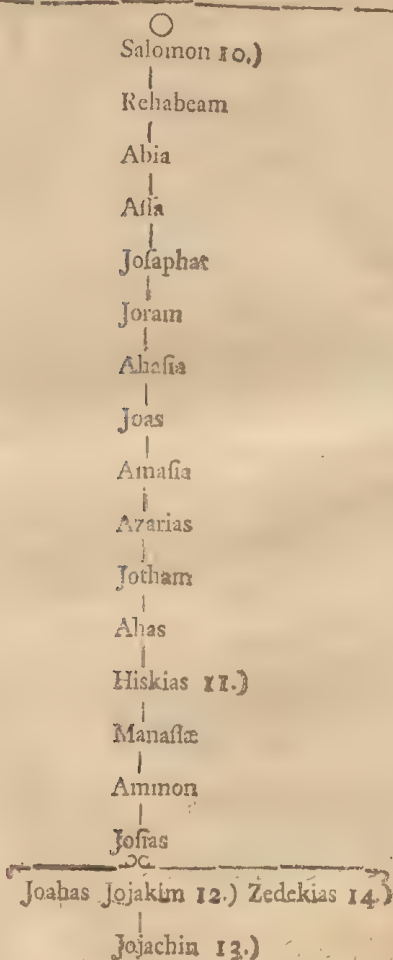 Salomon 10.)
Rehabeam
Abia
Aſſa
Joſaphat
Joram
Ahaſia
Joas
Amaſia
Azarias
Jotham
Ahas
Hiskias 11.)
Manaſſæ
Ammon
Joſias
Joahas Jojakim 12.) Zedekias 14.)
Jojachin 13.)